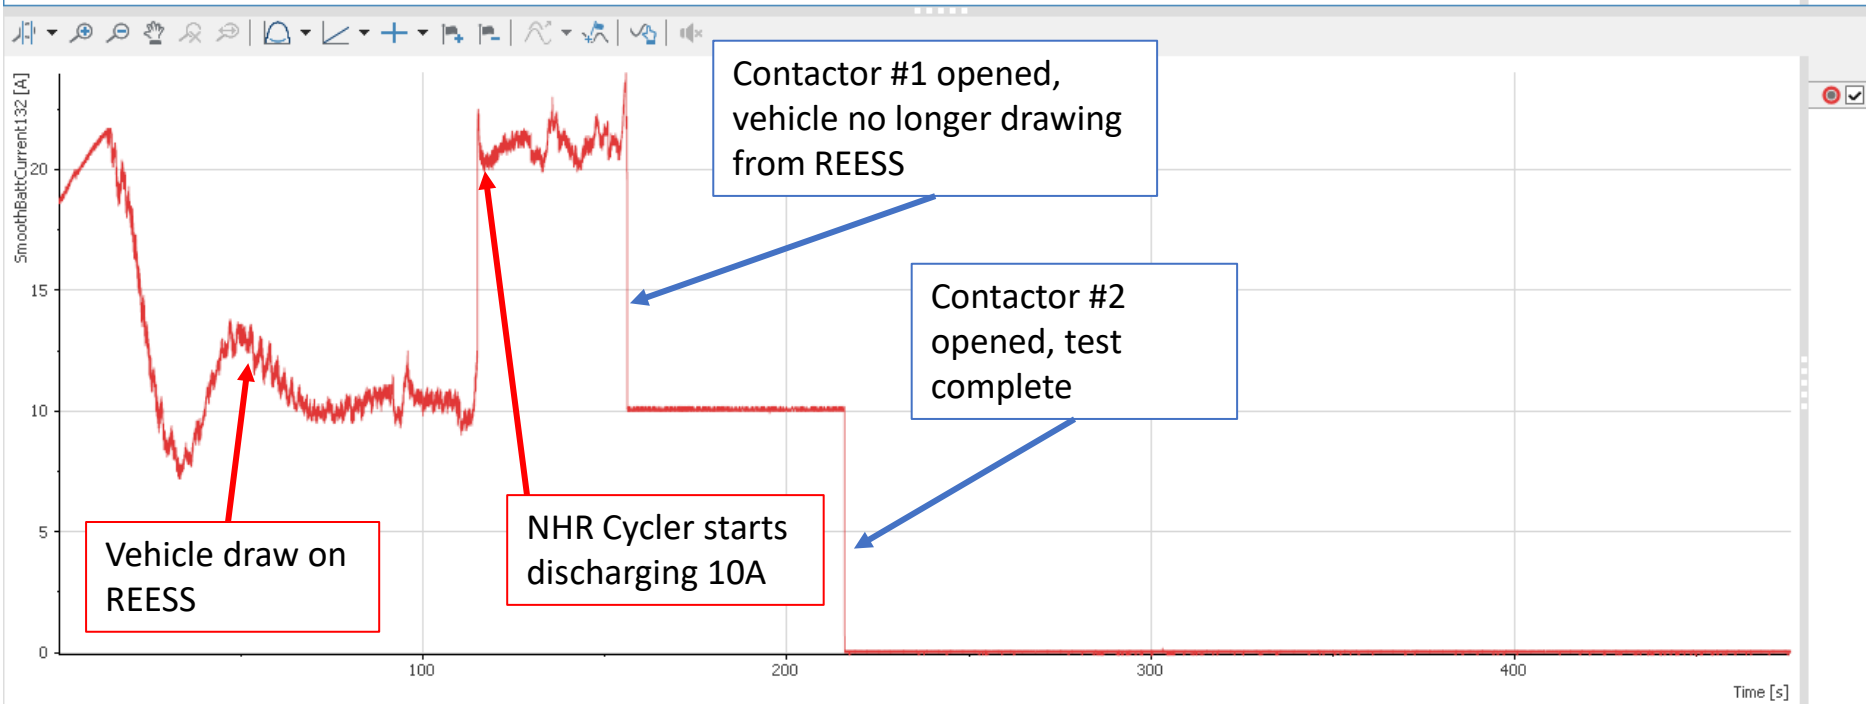 SmoothBattCurrent132 [A]
20
15
10
5
0
100
200
300
400
Time [s]
Contactor #1 opened,
vehicle no longer drawing
from REESS
Contactor #2
opened, test
complete
NHR Cycler starts
discharging 10A
Vehicle draw on
REESS